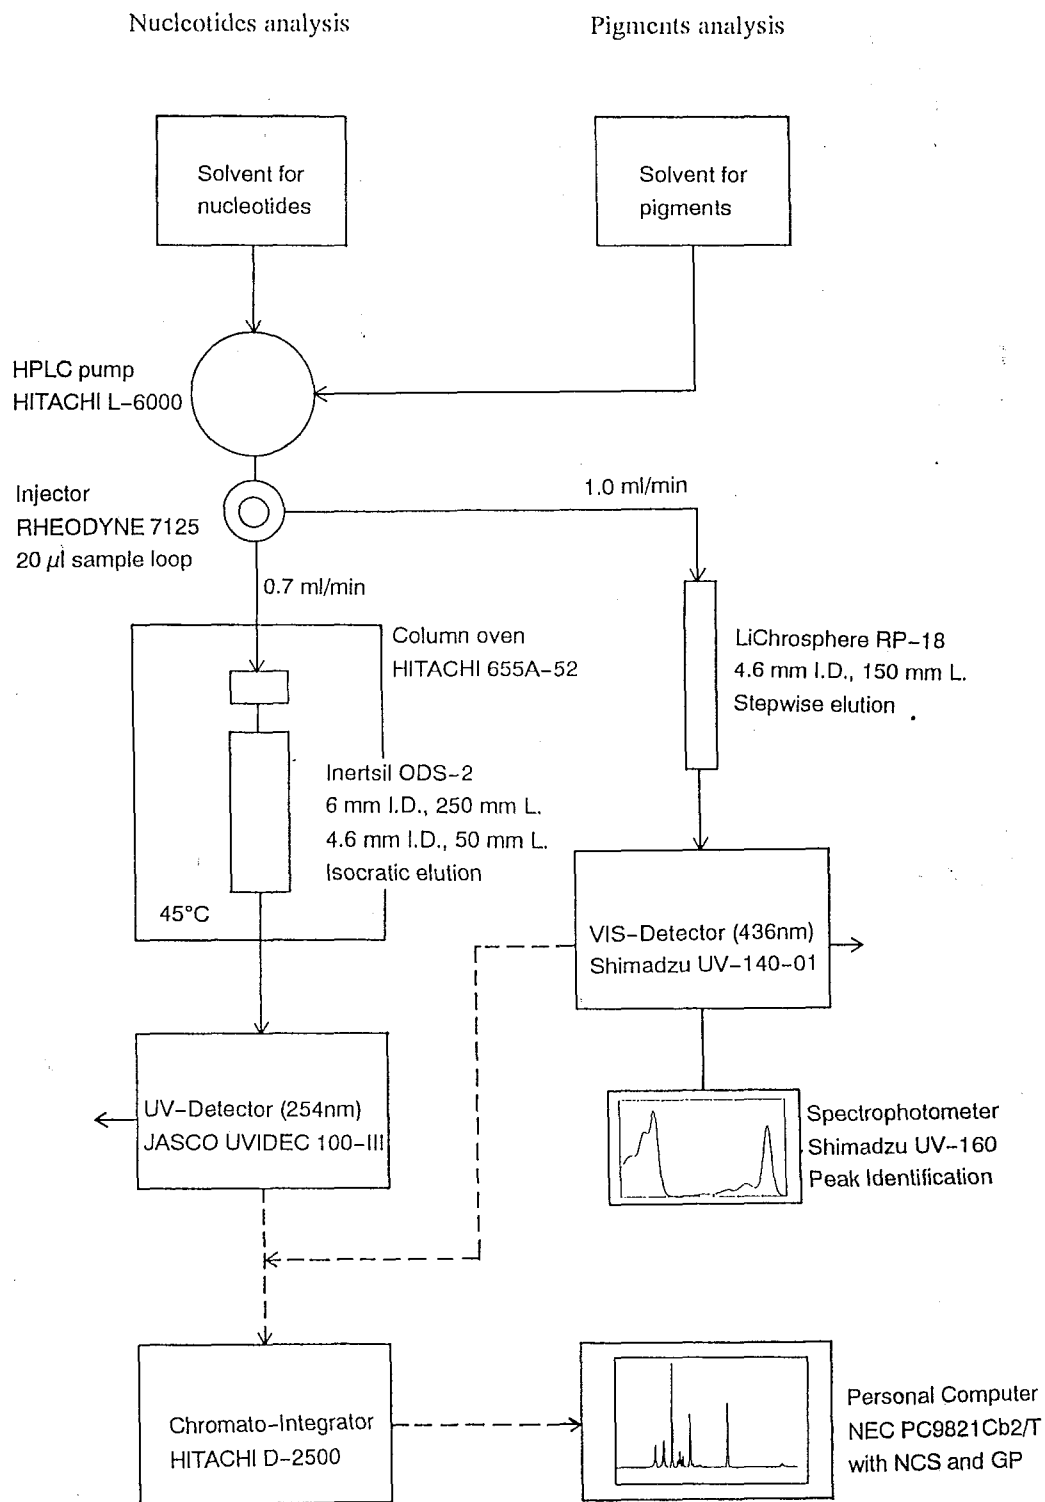 Nucleotides analysis
Pigments analysis
Solvent for
nucleotides
Solvent for
pigments
HPLC pump
HITACHI L-6000
Injector
RHEODYNE 7125
20 μl sample loop
1.0 ml/min
0.7 ml/min
Column oven
HITACHI 655A-52
LiChrosphere RP-18
4.6 mm I.D., 150 mm L.
Stepwise elution
Inertsil ODS-2
6 mm I.D., 250 mm L.
4.6 mm I.D., 50 mm L.
Isocratic elution
45°C
VIS-Detector (436nm)
Shimadzu UV-140-01
UV-Detector (254nm)
JASCO UVIDEC 100-III
Spectrophotometer
Shimadzu UV-160
Peak Identification
Chromato-Integrator
HITACHI D-2500
Personal Computer
NEC PC9821Cb2/T
with NCS and GP